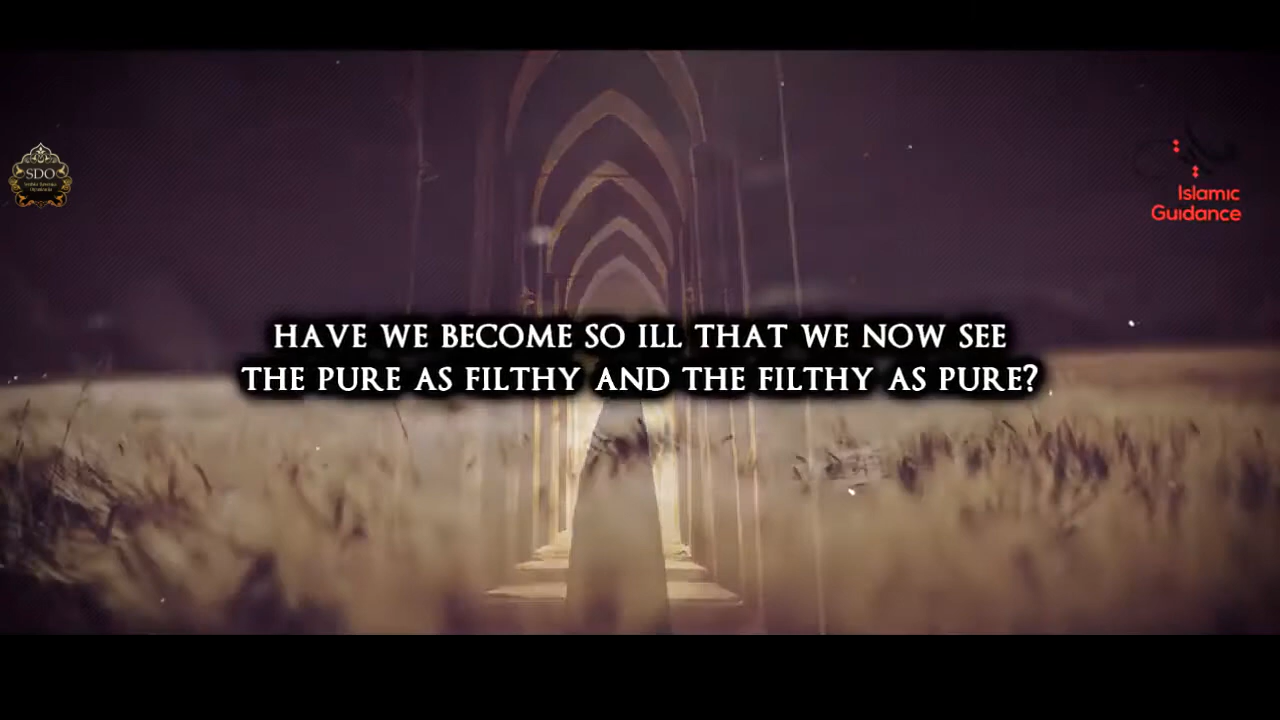 SDO
Islamic
Guidance
HAVE WE BECOME SO ILL THAT WE NOW SEE
THE PURE AS FILTHY AND THE FILTHY AS PURE?